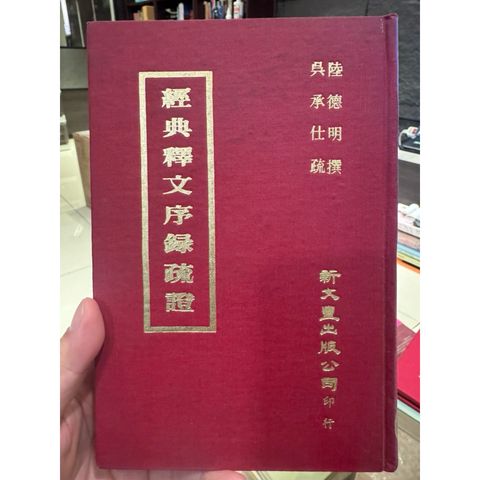 陸德明撰
吳承仕疏
經典釋文序録疏證
新文豐出版公司印行